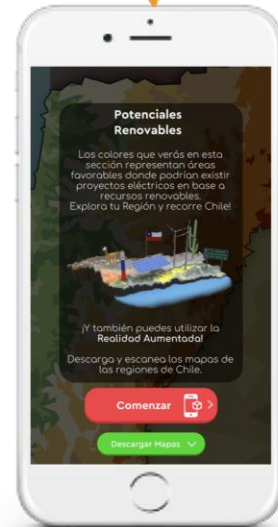 Potenciales
Renovables
Los colores que verás en esta
sección representan áreas
favorables donde podrían existir
proyectos eléctricos en base a
recursos renovables.
Explora tu Región y recorre Chile!
¡Y también puedes utilizar la
Realidad Aumentada!
Descarga y escanea los mapas de
las regiones de Chile.
Comenzar
Descargar Mapas